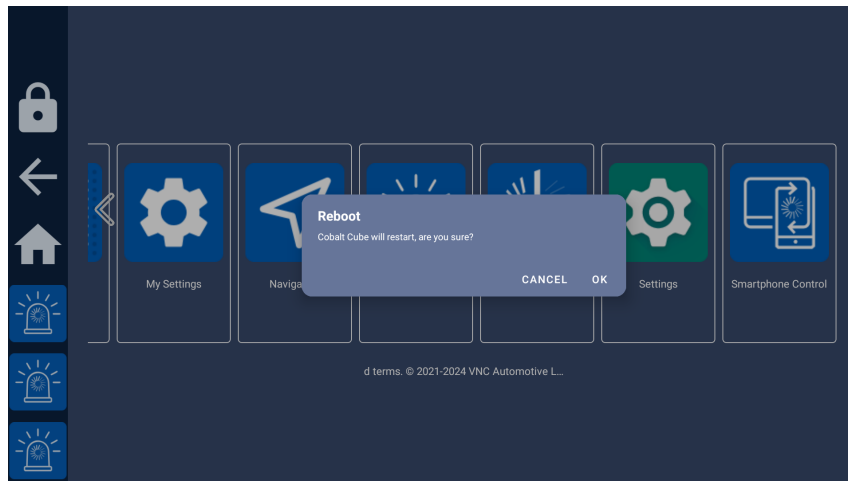 Reboot
Cobalt Cube will restart, are you sure?
CANCEL OK
My Settings
Naviga
Settings
Smartphone Control
d terms. © 2021-2024 VNC Automotive L...